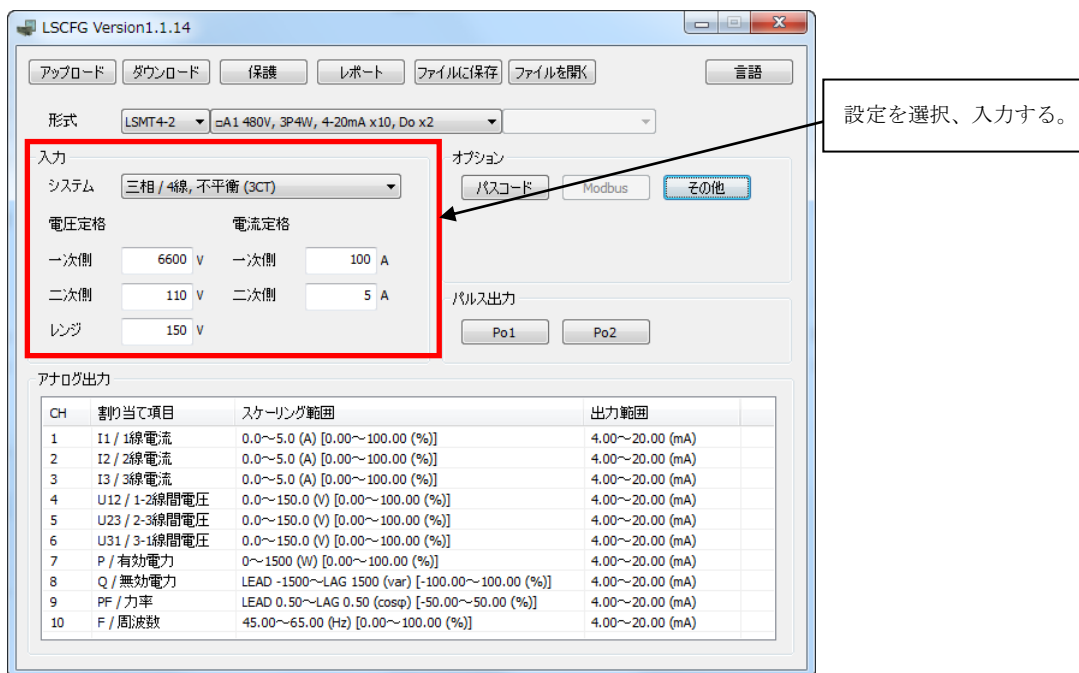 LSCFG Version1.1.14
アップロード ダウンロード 保護 レポート ファイルに保存 ファイルを開く 言語
形式 LSMT4-2 □A1 480V, 3P4W, 4-20mA x10, Do x2
設定を選択、入力する。
入力
システム 三相 / 4線, 不平衡 (3CT)
電圧定格 電流定格
一次側 6600 V 一次側 100 A
二次側 110 V 二次側 5 A
レンジ 150 V
オプション
パスコード Modbus その他
パルス出力
Po1 Po2
アナログ出力
CH 割り当て項目 スケーリング範囲 出力範囲
1 I1 / 1線電流 0.0～5.0 (A) [0.00～100.00 (%)] 4.00～20.00 (mA)
2 I2 / 2線電流 0.0～5.0 (A) [0.00～100.00 (%)] 4.00～20.00 (mA)
3 I3 / 3線電流 0.0～5.0 (A) [0.00～100.00 (%)] 4.00～20.00 (mA)
4 U12 / 1-2線間電圧 0.0～150.0 (V) [0.00～100.00 (%)] 4.00～20.00 (mA)
5 U23 / 2-3線間電圧 0.0～150.0 (V) [0.00～100.00 (%)] 4.00～20.00 (mA)
6 U31 / 3-1線間電圧 0.0～150.0 (V) [0.00～100.00 (%)] 4.00～20.00 (mA)
7 P / 有効電力 0～1500 (W) [0.00～100.00 (%)] 4.00～20.00 (mA)
8 Q / 無効電力 LEAD -1500～LAG 1500 (var) [-100.00～100.00 (%)] 4.00～20.00 (mA)
9 PF / 力率 LEAD 0.50～LAG 0.50 (cosφ) [-50.00～50.00 (%)] 4.00～20.00 (mA)
10 F / 周波数 45.00～65.00 (Hz) [0.00～100.00 (%)] 4.00～20.00 (mA)